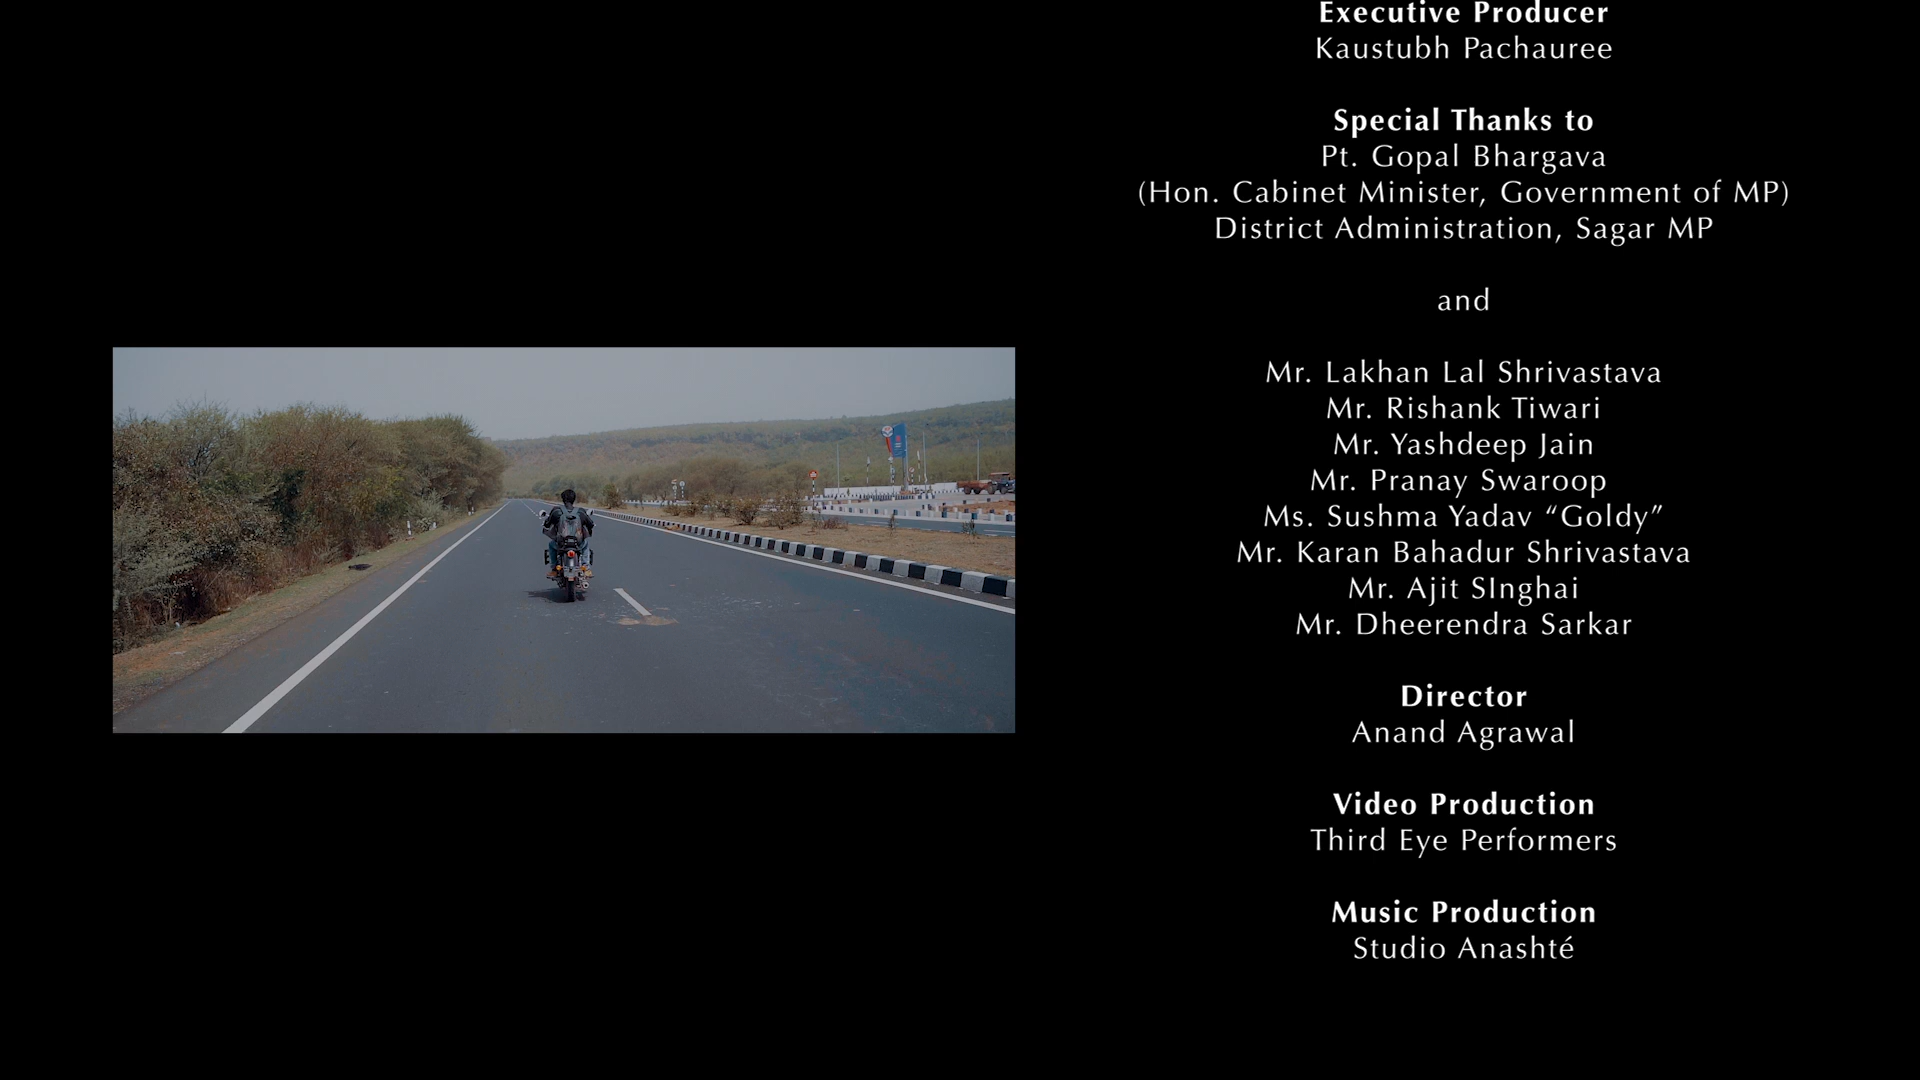 Executive Producer
Kaustubh Pachauree
Special Thanks to
Pt. Gopal Bhargava
(Hon. Cabinet Minister, Government of MP)
District Administration, Sagar MP
and
Mr. Lakhan Lal Shrivastava
Mr. Rishank Tiwari
Mr. Yashdeep Jain
Mr. Pranay Swaroop
Ms. Sushma Yadav “Goldy”
Mr. Karan Bahadur Shrivastava
Mr. Ajit SInghai
Mr. Dheerendra Sarkar
Director
Anand Agrawal
Video Production
Third Eye Performers
Music Production
Studio Anashté